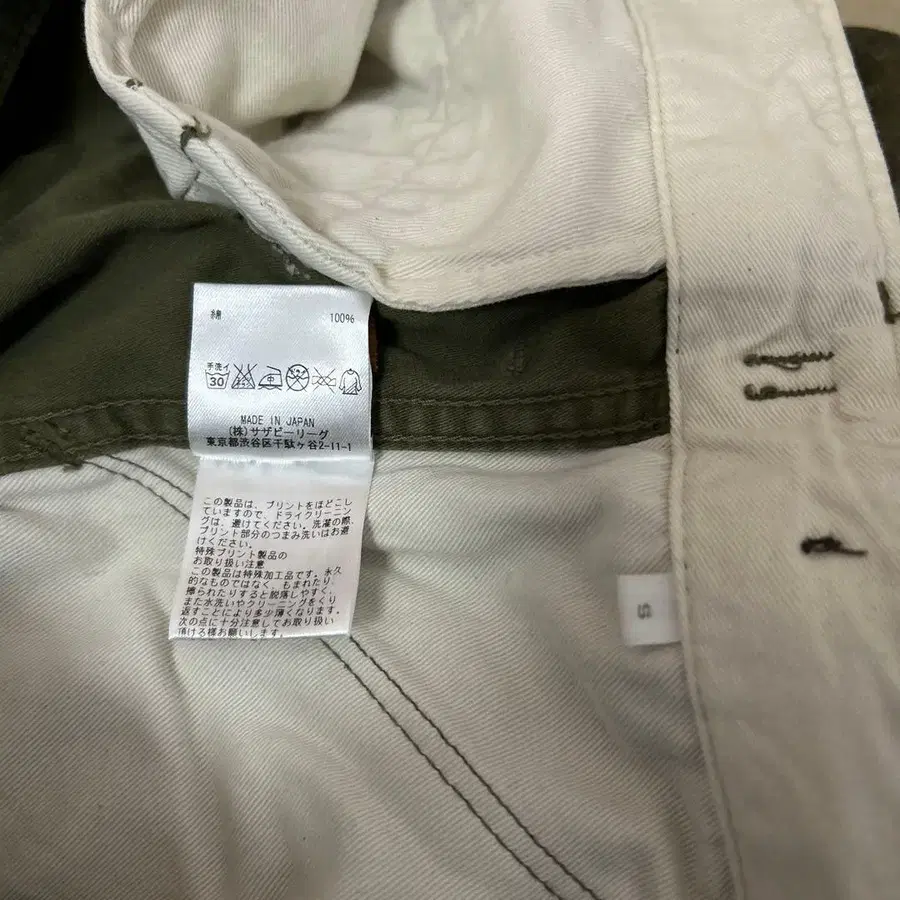 綿 100%
手洗イ
30 中
MADE IN JAPAN
(株)サザビーリーグ
東京都渋谷区千駄ヶ谷2-11-1
この製品は、プリントをほどこし
ていますので、ドライクリーニン
グは、避けてください。洗濯の際、
プリント部分のつまみ洗いはお避
けください。
特殊プリント製品の
お取り扱い注意
この製品は特殊加工品です。永久
的なものではなく、もまれたり、
擦られたりすると脱落しやすく、
また水洗いやクリーニングをくり
返すことにより多少薄くなります。
次の点に十分注意してお取り扱い
頂ける様お願いします。
S